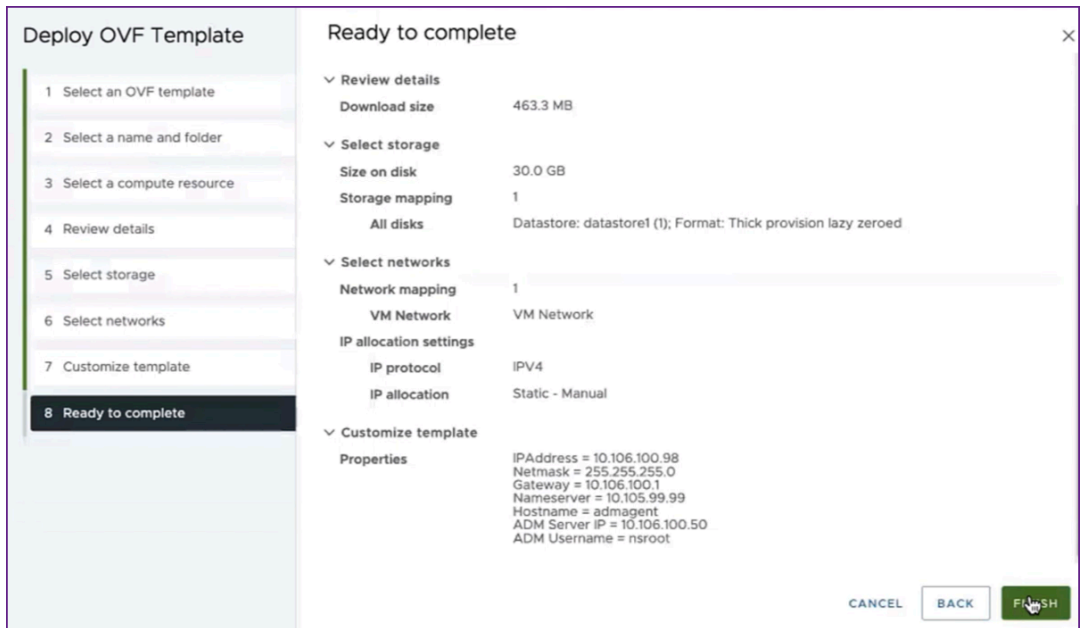 Deploy OVF Template
1 Select an OVF template
2 Select a name and folder
3 Select a compute resource
4 Review details
5 Select storage
6 Select networks
7 Customize template
8 Ready to complete
Ready to complete
Review details
Download size 463.3 MB
Select storage
Size on disk 30.0 GB
Storage mapping 1
All disks Datastore: datastore1 (1); Format: Thick provision lazy zeroed
Select networks
Network mapping 1
VM Network VM Network
IP allocation settings
IP protocol IPV4
IP allocation Static - Manual
Customize template
Properties IPAddress = 10.106.100.98
Netmask = 255.255.255.0
Gateway = 10.106.100.1
Nameserver = 10.105.99.99
Hostname = admagent
ADM Server IP = 10.106.100.50
ADM Username = nsroot
CANCEL BACK FINISH